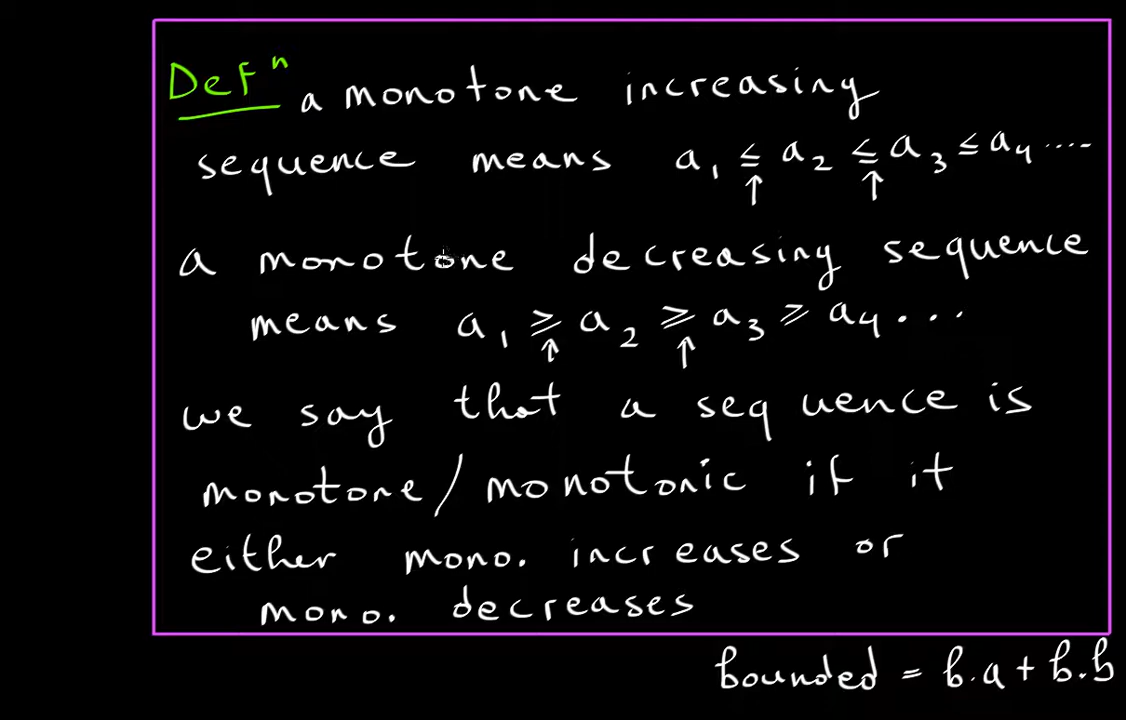 Defⁿ a monotone increasing
sequence means a₁ ≤ a₂ ≤ a₃ ≤ a₄ ....
a monotone decreasing sequence
means a₁ ⩾ a₂ ⩾ a₃ ⩾ a₄ ...
we say that a sequence is
monotone/monotonic if it
either mono. increases or
mono. decreases
bounded = b.a + b.b